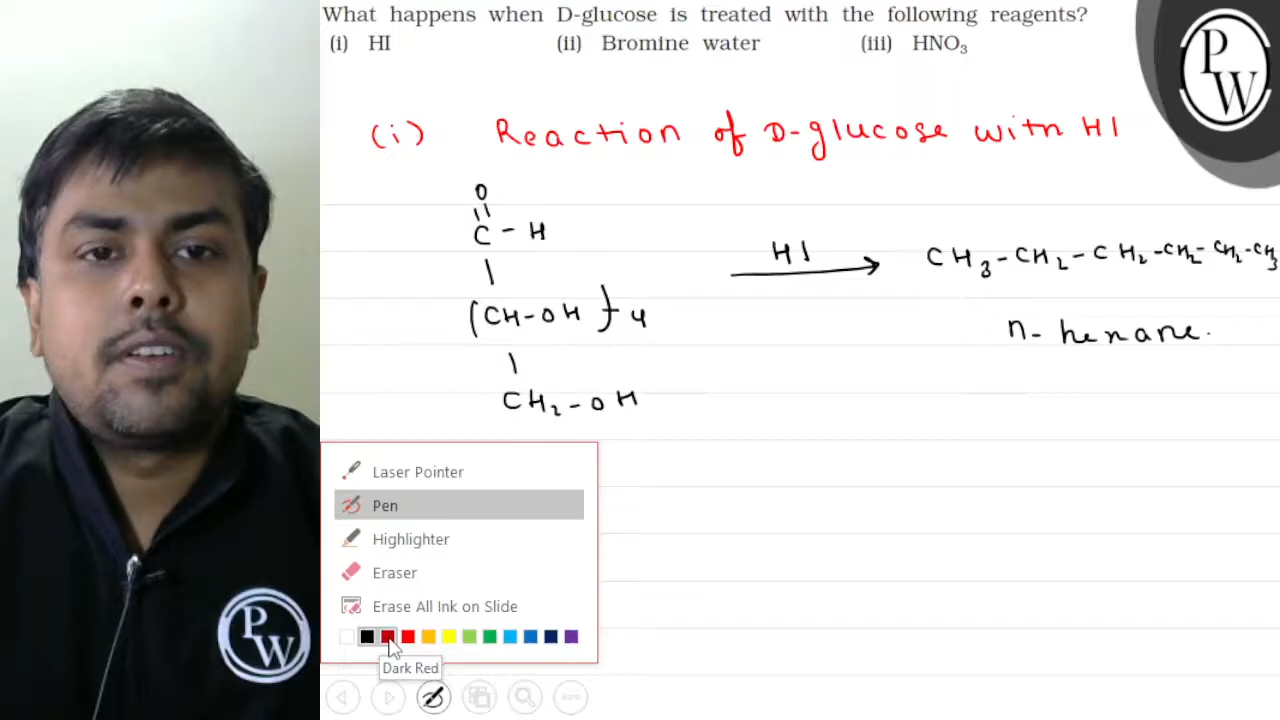 What happens when D-glucose is treated with the following reagents?
(i) HI (ii) Bromine water (iii) HNO₃
PW
(i) Reaction of D-glucose with HI
O
||
C - H
|
(CH-OH)4
|
CH₂-OH
HI
CH₃-CH₂-CH₂-CH₂-CH₂-CH₃
n-hexane.
Laser Pointer
Pen
Highlighter
Eraser
Erase All Ink on Slide
Dark Red
PW